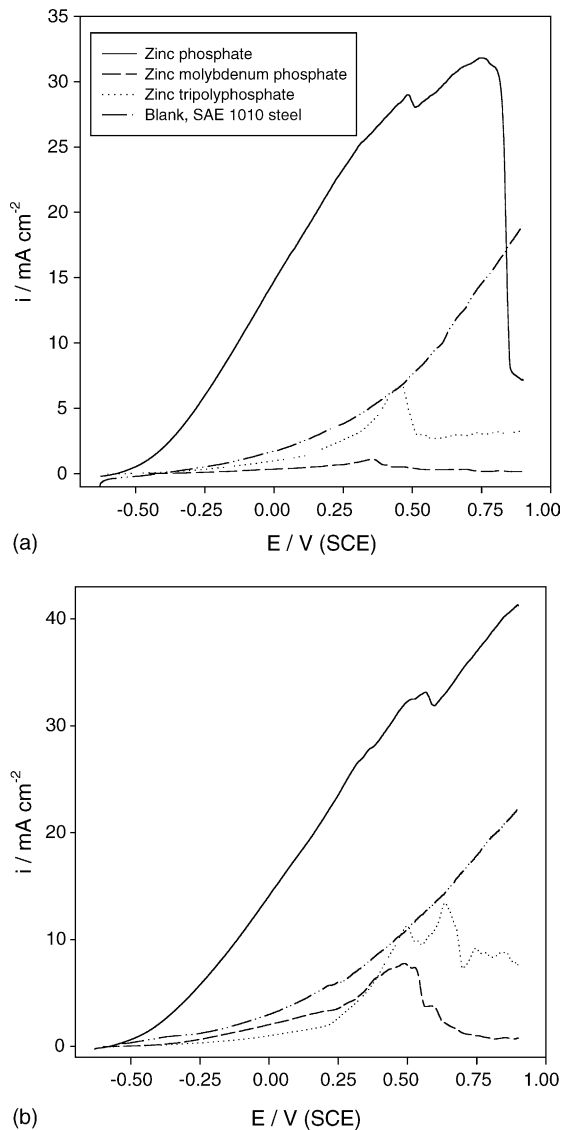 35
30
25
20
15
10
5
0
i / mA cm-2
Zinc phosphate
Zinc molybdenum phosphate
Zinc tripolyphosphate
Blank, SAE 1010 steel
-0.50 -0.25 0.00 0.25 0.50 0.75 1.00
(a) E / V (SCE)
40
30
20
10
0
i / mA cm-2
-0.50 -0.25 0.00 0.25 0.50 0.75 1.00
(b) E / V (SCE)